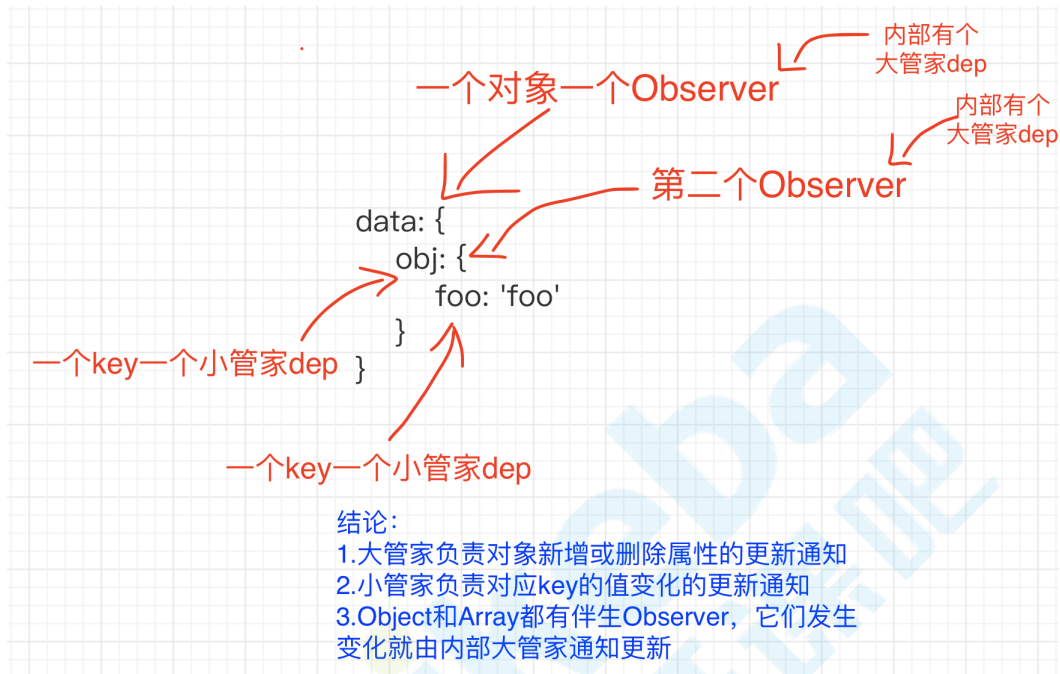 内部有个
大管家dep
一个对象一个Observer
内部有个
大管家dep
第二个Observer
data: {
obj: {
foo: 'foo'
}
一个key一个小管家dep
}
一个key一个小管家dep
结论：
1.大管家负责对象新增或删除属性的更新通知
2.小管家负责对应key的值变化的更新通知
3.Object和Array都有伴生Observer，它们发生
变化就由内部大管家通知更新